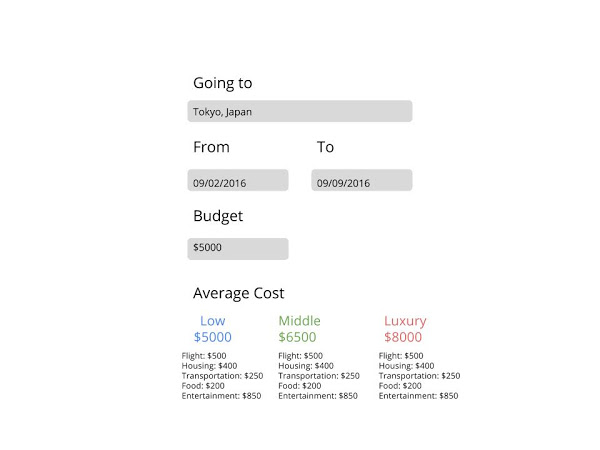 Going to
Tokyo, Japan
From To
09/02/2016 09/09/2016
Budget
$5000
Average Cost
Low Middle Luxury
$5000 $6500 $8000
Flight: $500 Flight: $500 Flight: $500
Housing: $400 Housing: $400 Housing: $400
Transportation: $250 Transportation: $250 Transportation: $250
Food: $200 Food: $200 Food: $200
Entertainment: $850 Entertainment: $850 Entertainment: $850